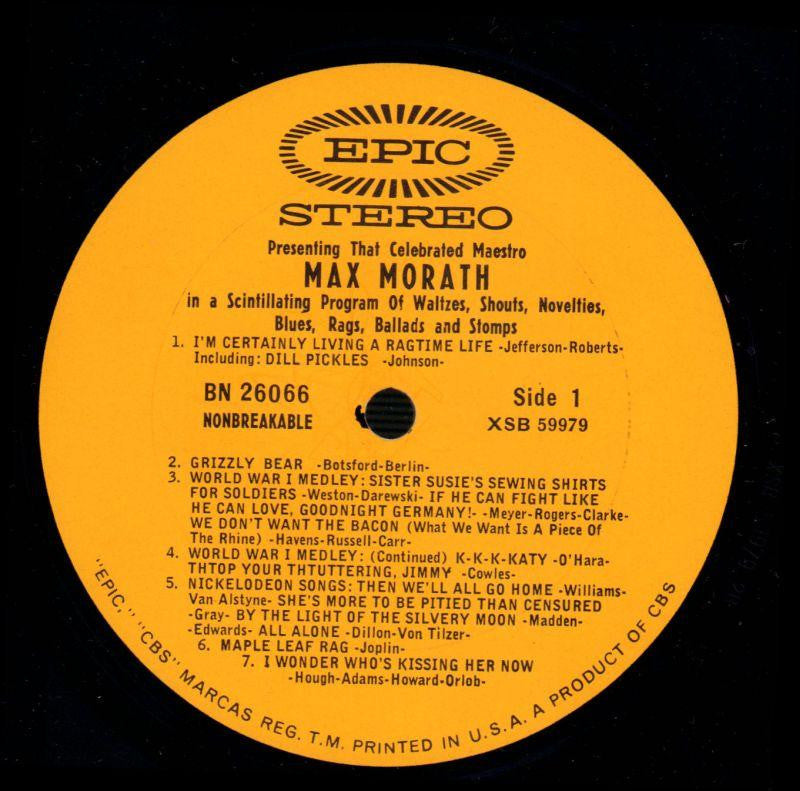 EPIC
STEREO
Presenting That Celebrated Maestro
MAX MORATH
in a Scintillating Program Of Waltzes, Shouts, Novelties,
Blues, Rags, Ballads and Stomps
1. I'M CERTAINLY LIVING A RAGTIME LIFE -Jefferson-Roberts-
Including: DILL PICKLES -Johnson-
BN 26066
NONBREAKABLE
Side 1
XSB 59979
2. GRIZZLY BEAR -Botsford-Berlin-
3. WORLD WAR I MEDLEY: SISTER SUSIE'S SEWING SHIRTS
FOR SOLDIERS -Weston-Darewski- IF HE CAN FIGHT LIKE
HE CAN LOVE, GOODNIGHT GERMANY!- -Meyer-Rogers-Clarke-
WE DON'T WANT THE BACON (What We Want Is A Piece Of
The Rhine) -Havens-Russell-Carr-
4. WORLD WAR I MEDLEY: (Continued) K-K-K-KATY -O'Hara-
THTOP YOUR THTUTTERING, JIMMY -Cowles-
5. NICKELODEON SONGS: THEN WE'LL ALL GO HOME -Williams-
Van Alstyne- SHE'S MORE TO BE PITIED THAN CENSURED
-Gray- BY THE LIGHT OF THE SILVERY MOON -Madden-
-Edwards- ALL ALONE -Dillon-Von Tilzer-
6. MAPLE LEAF RAG -Joplin-
7. I WONDER WHO'S KISSING HER NOW
-Hough-Adams-Howard-Orlob-
"EPIC," "CBS" MARCAS REG. T.M. PRINTED IN U.S.A. A PRODUCT OF CBS